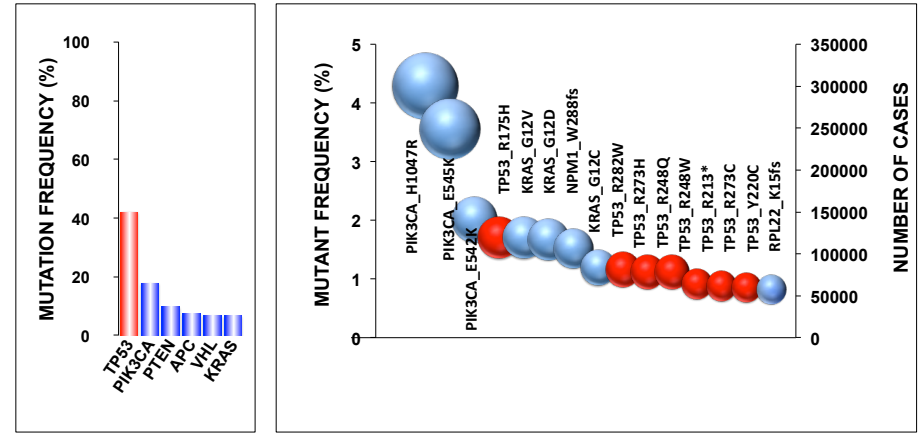 MUTATION FREQUENCY (%)
100
80
60
40
20
0
TP53
PIK3CA
PTEN
APC
VHL
KRAS
MUTANT FREQUENCY (%)
5
4
3
2
1
0
PIK3CA_H1047R
PIK3CA_E545K
PIK3CA_E542K
TP53_R175H
KRAS_G12V
KRAS_G12D
NPM1_W288fs
KRAS_G12C
TP53_R282W
TP53_R273H
TP53_R248Q
TP53_R248W
TP53_R213*
TP53_R273C
TP53_Y220C
RPL22_K15fs
350000
300000
250000
200000
150000
100000
50000
0
NUMBER OF CASES